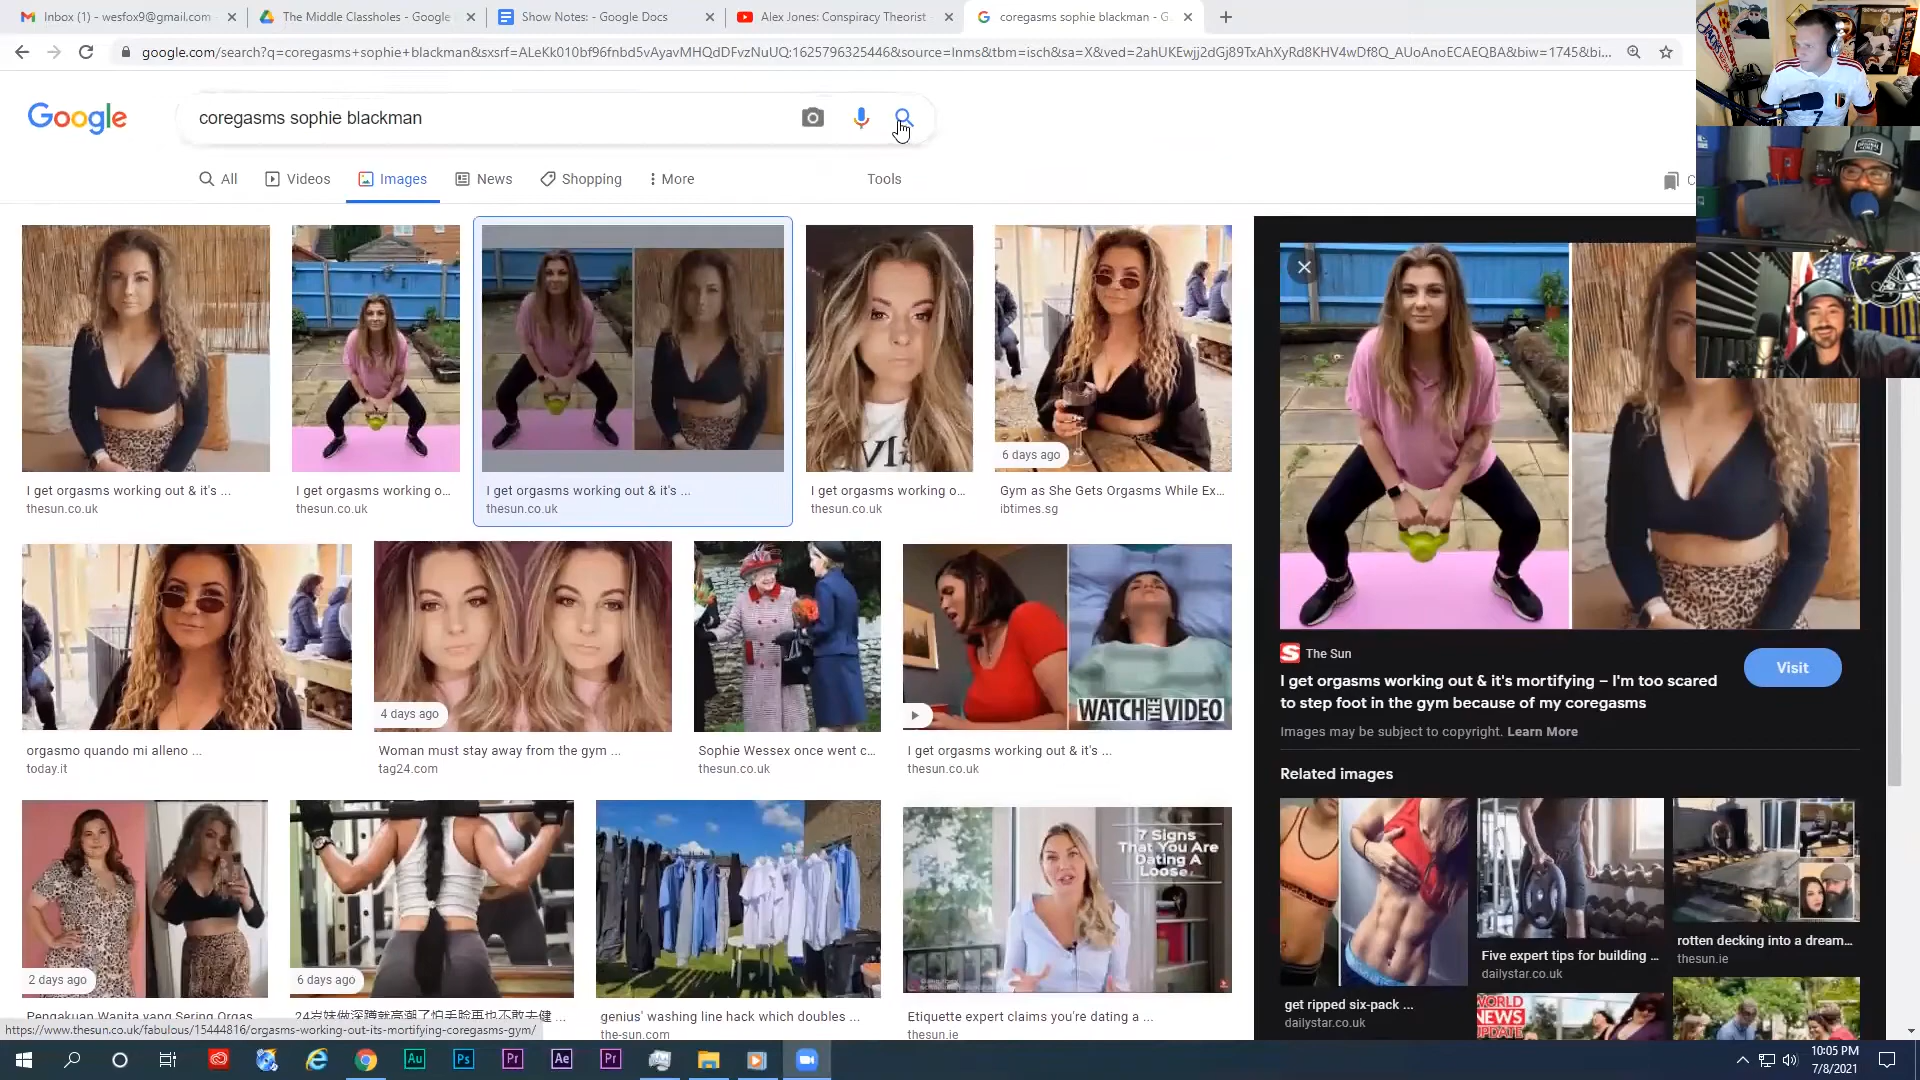 Inbox (1) - wesfox9@gmail.com
The Middle Classholes - Google
Show Notes: - Google Docs
Alex Jones: Conspiracy Theorist
coregasms sophie blackman - G
google.com/search?q=coregasms+sophie+blackman&sxsrf=ALeKk010bf96fnbd5vAyavMHQdDFvzNuUQ:1625796325446&source=lnms&tbm=isch&sa=X&ved=2ahUKEwjj2dGj89TxAhXyRd8KHV4wDf8Q_AUoAnoECAEQBA&biw=1745&bi...
Google
coregasms sophie blackman
All
Videos
Images
News
Shopping
More
Tools
I get orgasms working out & it's ...
thesun.co.uk
I get orgasms working o...
thesun.co.uk
I get orgasms working out & it's ...
thesun.co.uk
I get orgasms working o...
thesun.co.uk
6 days ago
Gym as She Gets Orgasms While Ex...
ibtimes.sg
orgasmo quando mi alleno ...
today.it
4 days ago
Woman must stay away from the gym ...
tag24.com
Sophie Wessex once went c...
thesun.co.uk
WATCH THE VIDEO
I get orgasms working out & it's ...
thesun.co.uk
2 days ago
Pengakuan Wanita yang Sering Orgas
6 days ago
genius' washing line hack which doubles ...
the-sun.com
7 Signs
That You Are
Dating A
Loose
Etiquette expert claims you're dating a ...
thesun.ie
The Sun
Visit
I get orgasms working out & it's mortifying – I'm too scared
to step foot in the gym because of my coregasms
Images may be subject to copyright. Learn More
Related images
get ripped six-pack ...
dailystar.co.uk
Five expert tips for building ...
dailystar.co.uk
rotten decking into a dream...
thesun.ie
WORLD
NEWS
UPDATE
https://www.thesun.co.uk/fabulous/15444816/orgasms-working-out-its-mortifying-coregasms-gym/
Au
Ps
Pr
Ae
Pr
10:05 PM
7/8/2021